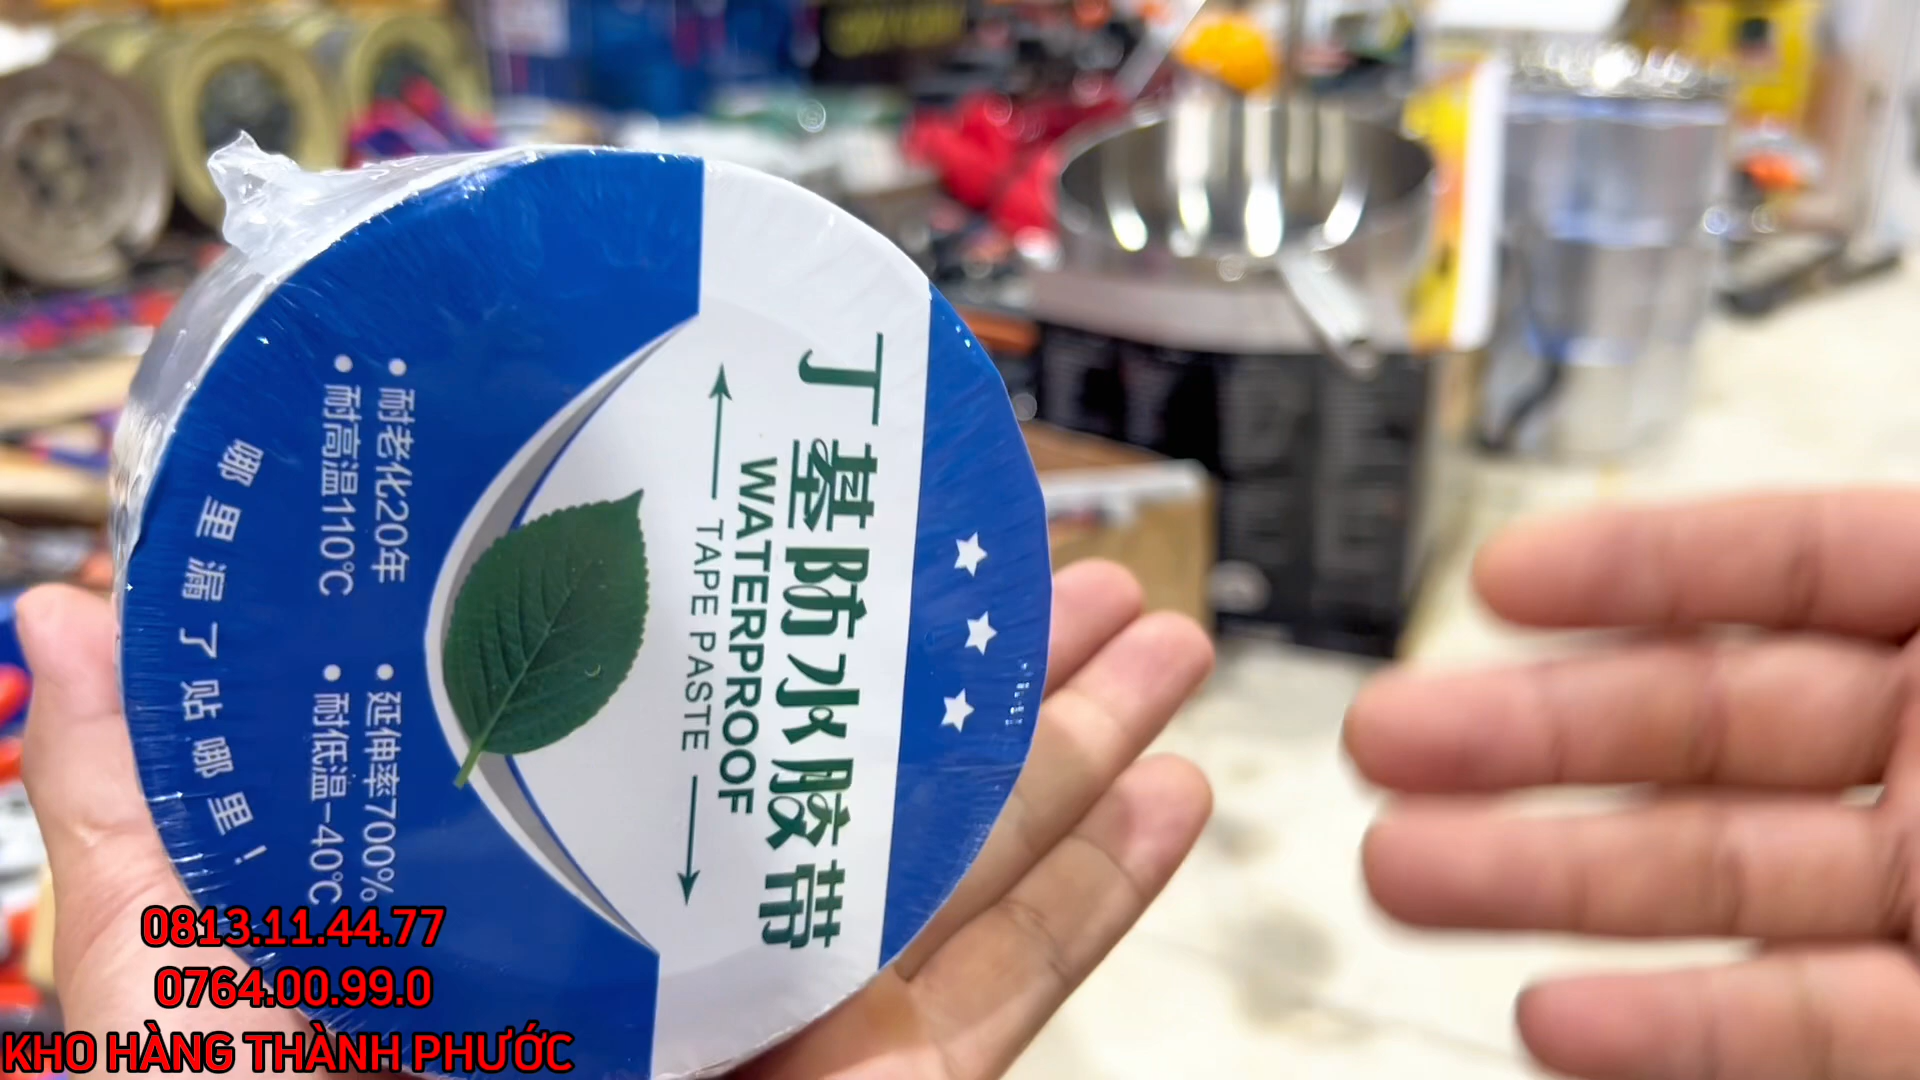 丁基防水胶带
WATERPROOF
TAPE PASTE
耐老化20年
延伸率700%
耐高温110℃
耐低温-40℃
哪里漏了贴哪里！
0813.11.44.77
0764.00.99.0
KHO HÀNG THÀNH PHƯỚC